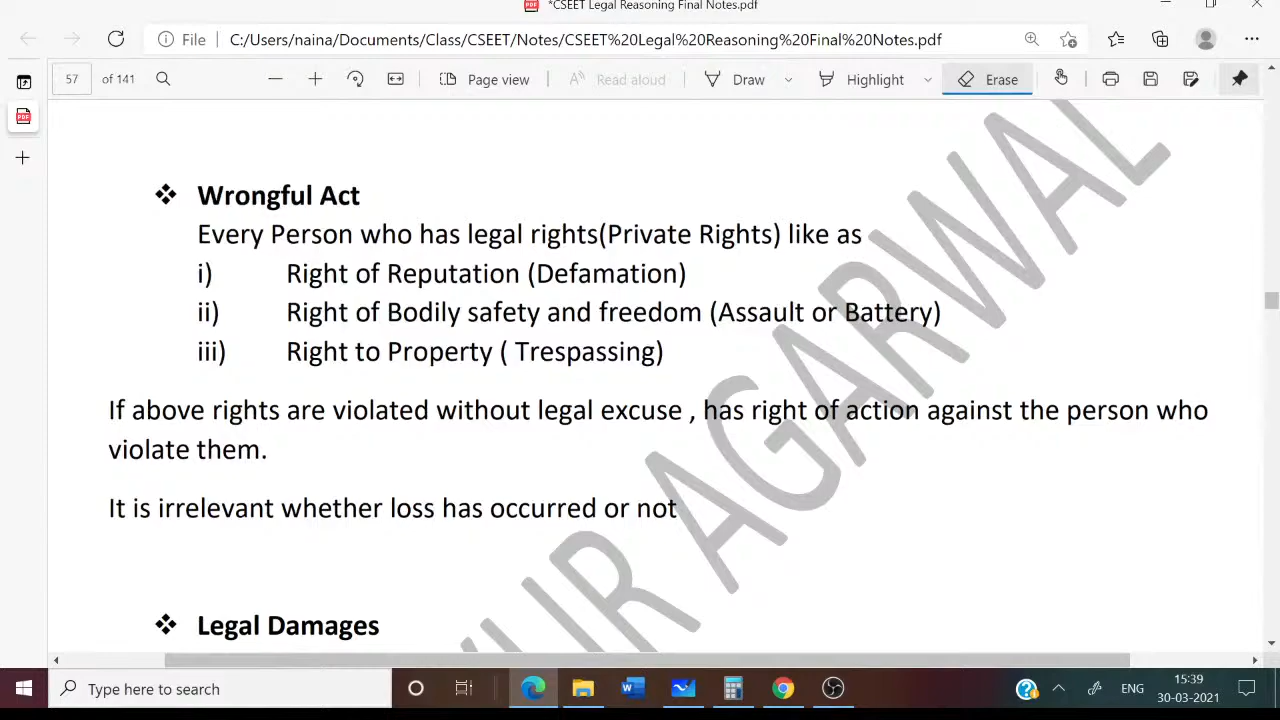 *CSEET Legal Reasoning Final Notes.pdf
File C:/Users/naina/Documents/Class/CSEET/Notes/CSEET%20Legal%20Reasoning%20Final%20Notes.pdf
57 of 141 Page view Read aloud Draw Highlight Erase
Wrongful Act
Every Person who has legal rights(Private Rights) like as
i) Right of Reputation (Defamation)
ii) Right of Bodily safety and freedom (Assault or Battery)
iii) Right to Property ( Trespassing)
If above rights are violated without legal excuse , has right of action against the person who
violate them.
It is irrelevant whether loss has occurred or not
Legal Damages
UR AGARWAL
Type here to search ENG 15:39
30-03-2021